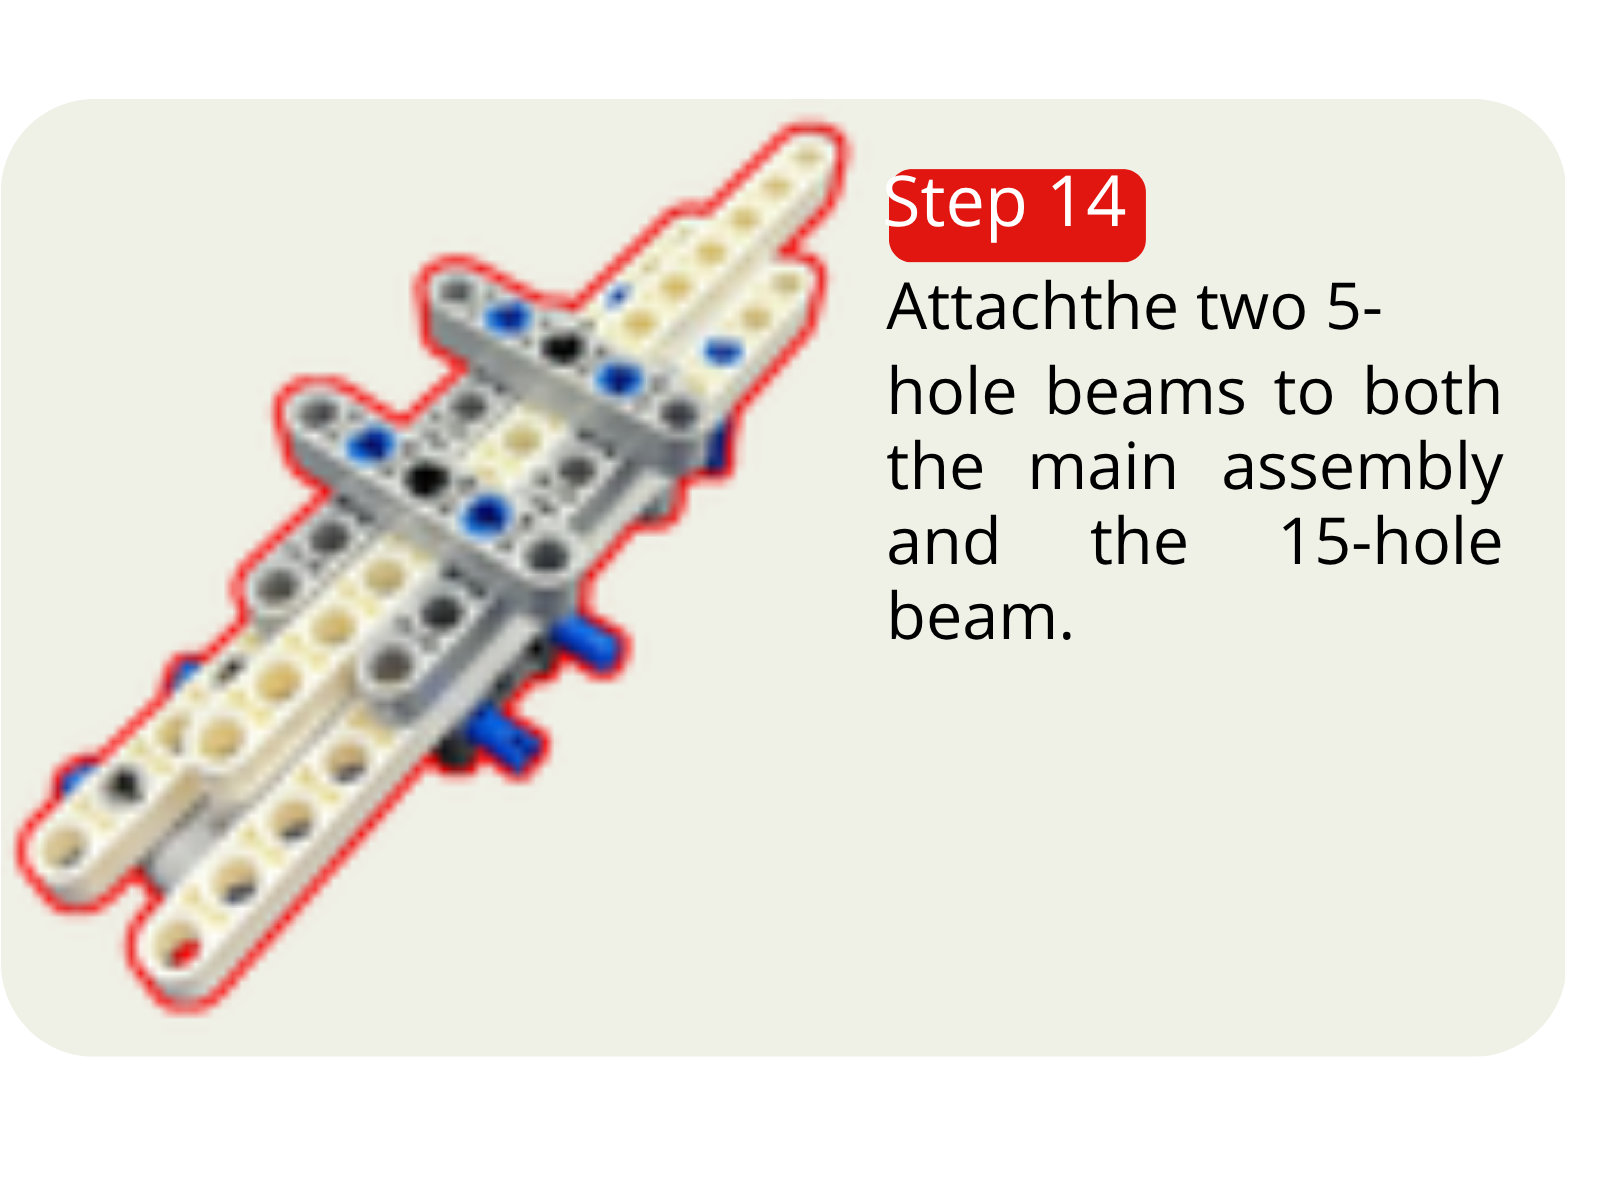 Step 14
Attachthe two 5-
hole beams to both
the main assembly
and the 15-hole
beam.